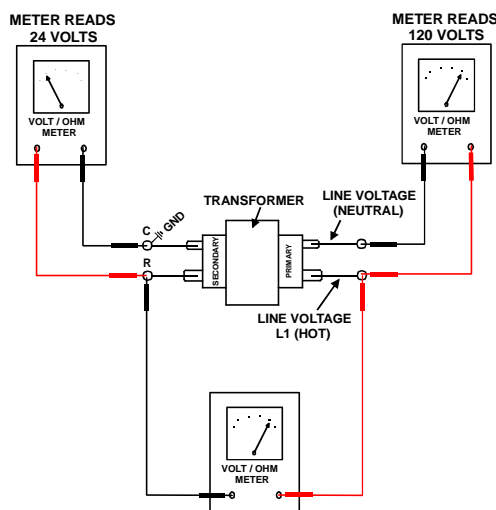 METER READS
24 VOLTS
METER READS
120 VOLTS
VOLT / OHM
METER
VOLT / OHM
METER
TRANSFORMER
LINE VOLTAGE
(NEUTRAL)
C
GND
R
SECONDARY
PRIMARY
LINE VOLTAGE
L1 (HOT)
VOLT / OHM
METER